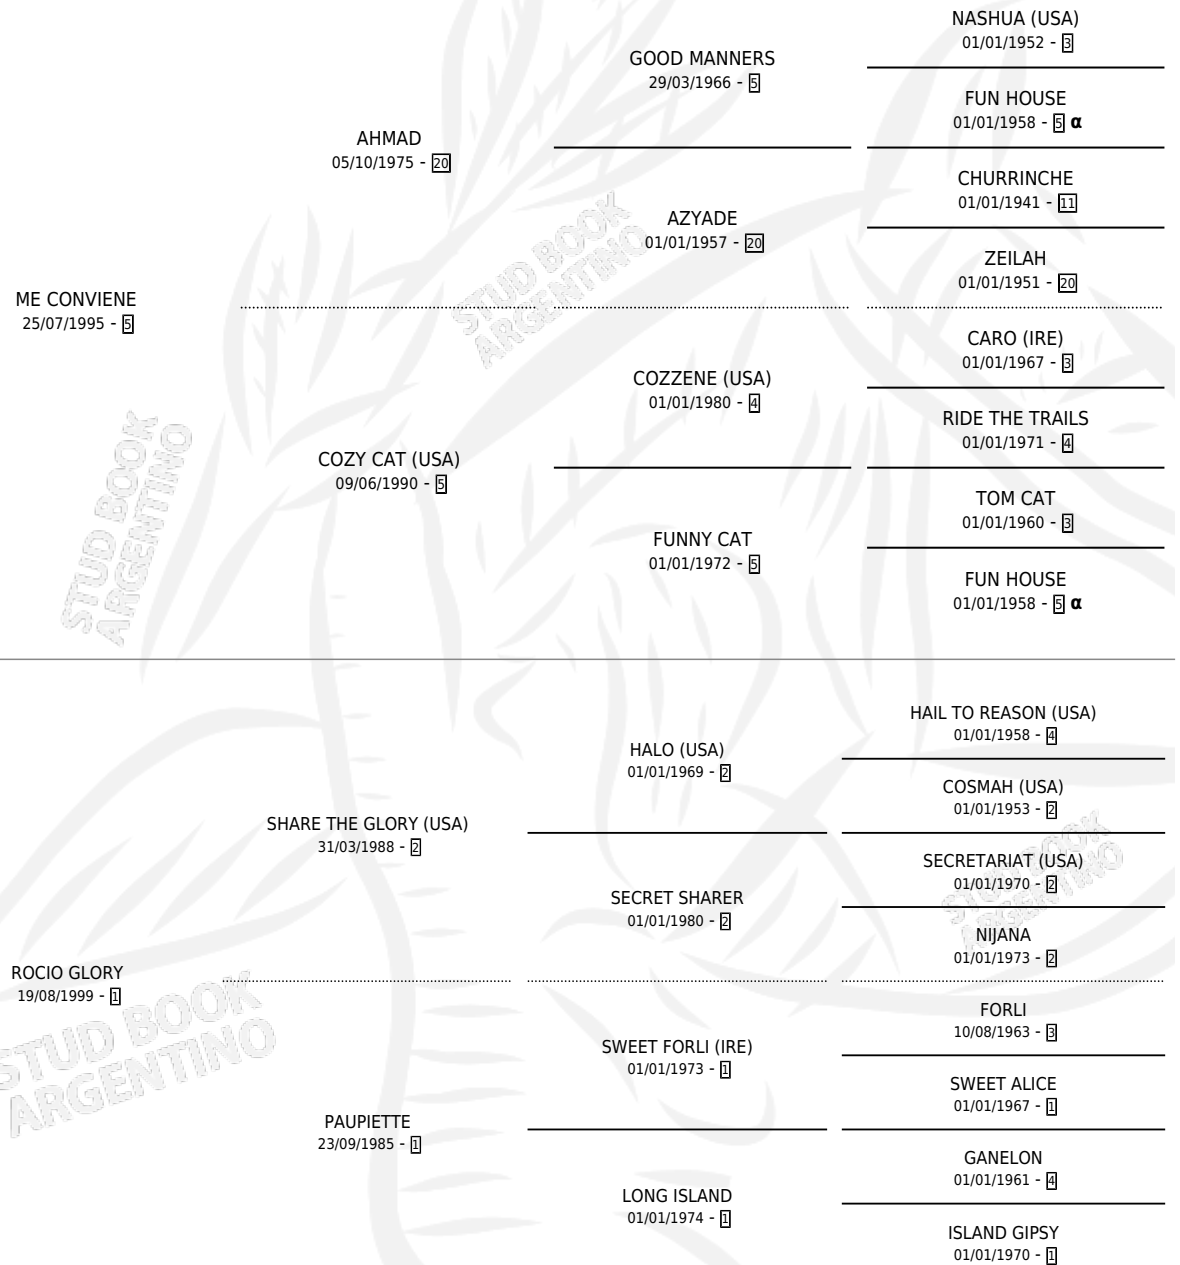 NASHUA (USA)
01/01/1952 - 3
GOOD MANNERS
29/03/1966 - 5
FUN HOUSE
01/01/1958 - 5 α
AHMAD
05/10/1975 - 20
CHURRINCHE
01/01/1941 - 11
AZYADE
01/01/1957 - 20
ZEILAH
01/01/1951 - 20
STUD BOOK
ARGENTINO
ME CONVIENE
25/07/1995 - 5
CARO (IRE)
01/01/1967 - 3
COZZENE (USA)
01/01/1980 - 4
RIDE THE TRAILS
01/01/1971 - 4
COZY CAT (USA)
09/06/1990 - 5
TOM CAT
01/01/1960 - 3
FUNNY CAT
01/01/1972 - 5
FUN HOUSE
01/01/1958 - 5 α
STUD BOOK
ARGENTINO
HAIL TO REASON (USA)
01/01/1958 - 4
HALO (USA)
01/01/1969 - 2
COSMAH (USA)
01/01/1953 - 2
SHARE THE GLORY (USA)
31/03/1988 - 2
SECRETARIAT (USA)
01/01/1970 - 2
SECRET SHARER
01/01/1980 - 2
NIJANA
01/01/1973 - 2
STUD BOOK
ARGENTINO
ROCIO GLORY
19/08/1999 - 1
FORLI
10/08/1963 - 3
SWEET FORLI (IRE)
01/01/1973 - 1
SWEET ALICE
01/01/1967 - 1
STUD BOOK
ARGENTINO
PAUPIETTE
23/09/1985 - 1
GANELON
01/01/1961 - 4
LONG ISLAND
01/01/1974 - 1
ISLAND GIPSY
01/01/1970 - 1